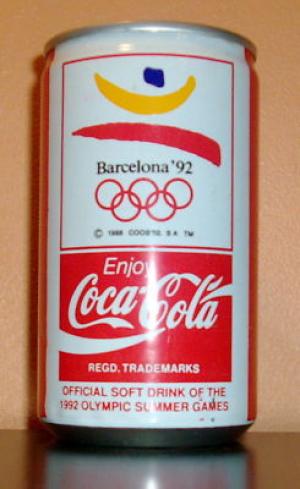 Barcelona'92
© 1988 COOB'92. S.A. TM
Enjoy
Coca-Cola
REGD. TRADEMARKS
OFFICIAL SOFT DRINK OF THE
1992 OLYMPIC SUMMER GAMES